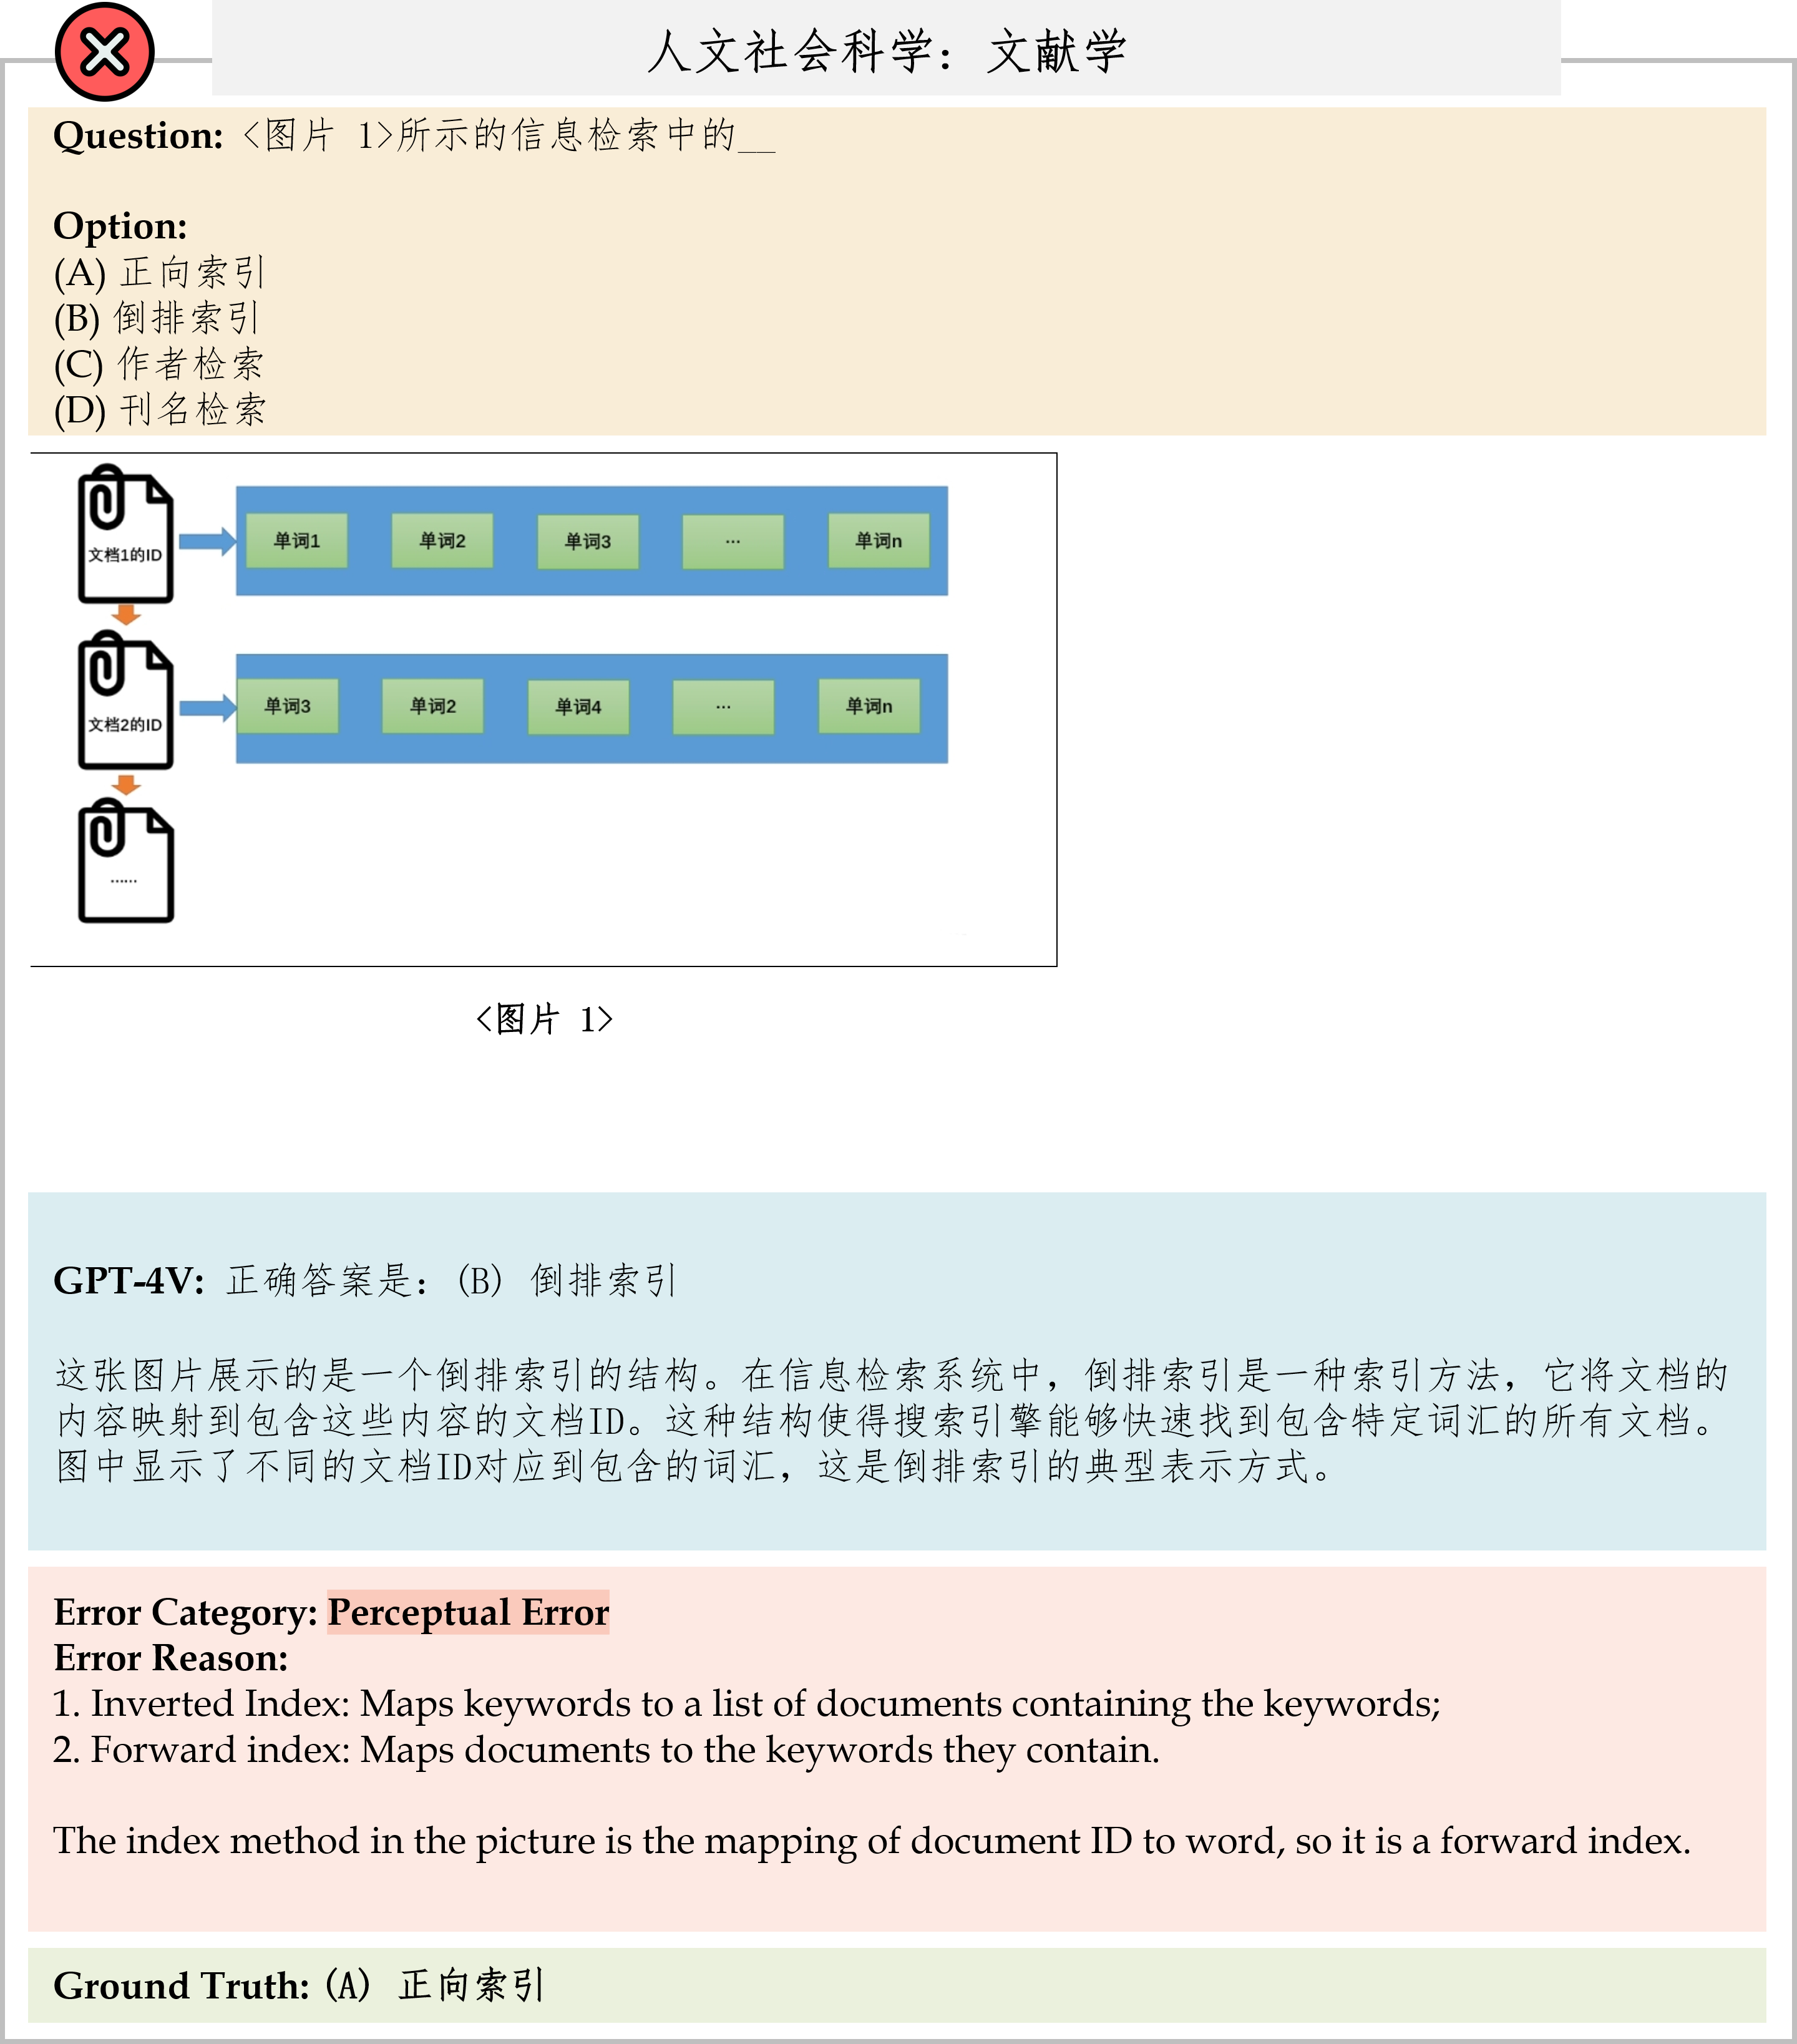 人文社会科学：文献学
Question: <图片 1>所示的信息检索中的__
Option:
(A) 正向索引
(B) 倒排索引
(C) 作者检索
(D) 刊名检索
文档1的ID
单词1 单词2 单词3 ... 单词n
文档2的ID
单词3 单词2 单词4 ... 单词n
......
<图片 1>
GPT-4V: 正确答案是：(B) 倒排索引
这张图片展示的是一个倒排索引的结构。在信息检索系统中，倒排索引是一种索引方法，它将文档的
内容映射到包含这些内容的文档ID。这种结构使得搜索引擎能够快速找到包含特定词汇的所有文档。
图中显示了不同的文档ID对应到包含的词汇，这是倒排索引的典型表示方式。
Error Category: Perceptual Error
Error Reason:
1. Inverted Index: Maps keywords to a list of documents containing the keywords;
2. Forward index: Maps documents to the keywords they contain.
The index method in the picture is the mapping of document ID to word, so it is a forward index.
Ground Truth: (A) 正向索引